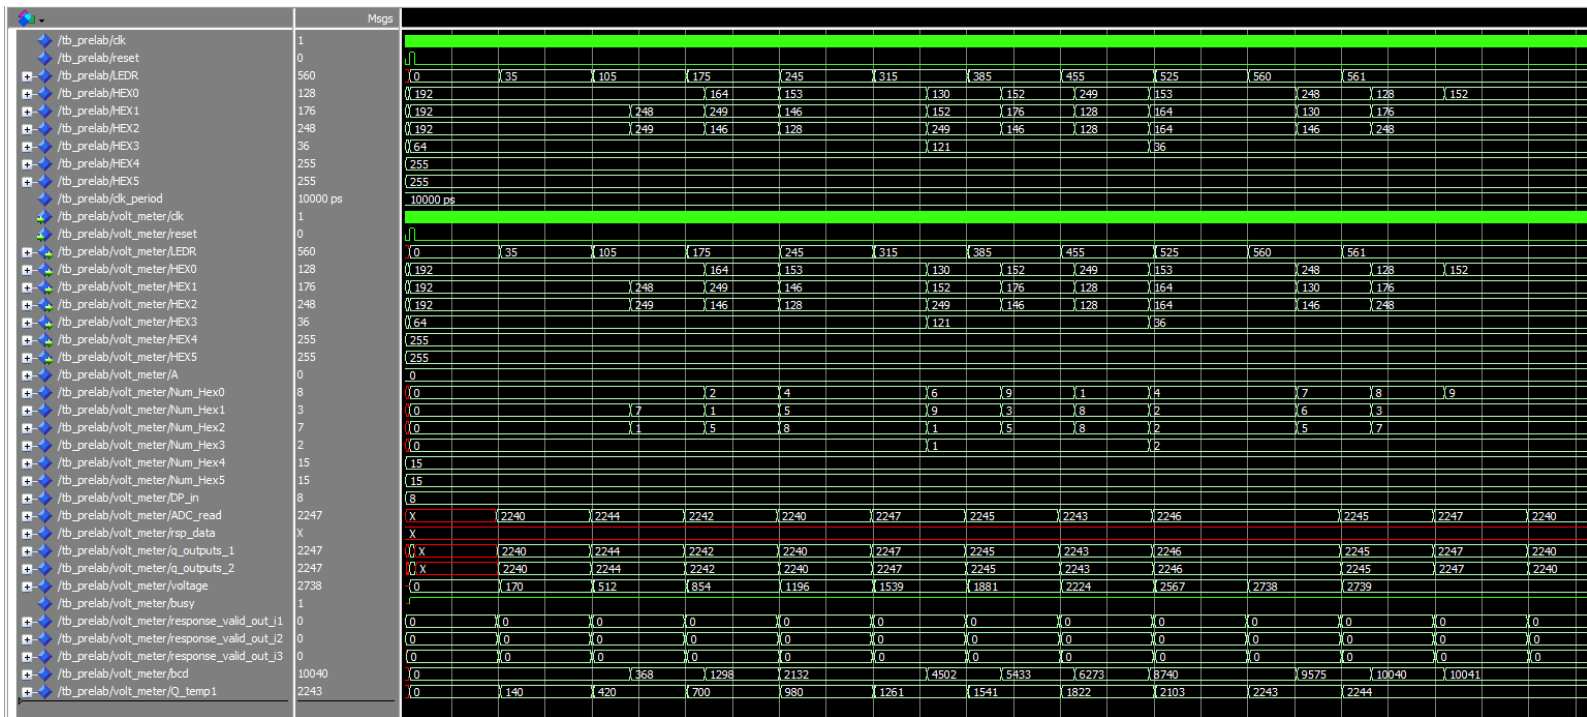 Msgs
/tb_prelab/clk 1
/tb_prelab/reset 0
/tb_prelab/LEDR 560 0 35 105 175 245 315 385 455 525 560 561
/tb_prelab/HEX0 128 192 164 153 130 152 249 153 248 128 152
/tb_prelab/HEX1 176 192 248 249 146 152 176 128 164 130 176
/tb_prelab/HEX2 248 192 249 146 128 249 146 128 164 146 248
/tb_prelab/HEX3 36 64 121 36
/tb_prelab/HEX4 255 255
/tb_prelab/HEX5 255 255
/tb_prelab/clk_period 10000 ps 10000 ps
/tb_prelab/volt_meter/clk 1
/tb_prelab/volt_meter/reset 0
/tb_prelab/volt_meter/LEDR 560 0 35 105 175 245 315 385 455 525 560 561
/tb_prelab/volt_meter/HEX0 128 192 164 153 130 152 249 153 248 128 152
/tb_prelab/volt_meter/HEX1 176 192 248 249 146 152 176 128 164 130 176
/tb_prelab/volt_meter/HEX2 248 192 249 146 128 249 146 128 164 146 248
/tb_prelab/volt_meter/HEX3 36 64 121 36
/tb_prelab/volt_meter/HEX4 255 255
/tb_prelab/volt_meter/HEX5 255 255
/tb_prelab/volt_meter/A 0 0
/tb_prelab/volt_meter/Num_Hex0 8 0 2 4 6 9 1 4 7 8 9
/tb_prelab/volt_meter/Num_Hex1 3 0 7 1 5 9 3 8 2 6 3
/tb_prelab/volt_meter/Num_Hex2 7 0 1 5 8 1 5 8 2 5 7
/tb_prelab/volt_meter/Num_Hex3 2 0 1 2
/tb_prelab/volt_meter/Num_Hex4 15 15
/tb_prelab/volt_meter/Num_Hex5 15 15
/tb_prelab/volt_meter/DP_in 8 8
/tb_prelab/volt_meter/ADC_read 2247 X 2240 2244 2242 2240 2247 2245 2243 2246 2245 2247 2240
/tb_prelab/volt_meter/rsp_data X X
/tb_prelab/volt_meter/q_outputs_1 2247 X 2240 2244 2242 2240 2247 2245 2243 2246 2245 2247 2240
/tb_prelab/volt_meter/q_outputs_2 2247 X 2240 2244 2242 2240 2247 2245 2243 2246 2245 2247 2240
/tb_prelab/volt_meter/voltage 2738 0 170 512 854 1196 1539 1881 2224 2567 2738 2739
/tb_prelab/volt_meter/busy 1
/tb_prelab/volt_meter/response_valid_out_i1 0 0 0 0 0 0 0 0 0 0 0 0 0 0
/tb_prelab/volt_meter/response_valid_out_i2 0 0 0 0 0 0 0 0 0 0 0 0 0 0
/tb_prelab/volt_meter/response_valid_out_i3 0 0 0 0 0 0 0 0 0 0 0 0 0 0
/tb_prelab/volt_meter/bcd 10040 0 368 1298 2132 4502 5433 6273 8740 9575 10040 10041
/tb_prelab/volt_meter/Q_temp1 2243 0 140 420 700 980 1261 1541 1822 2103 2243 2244